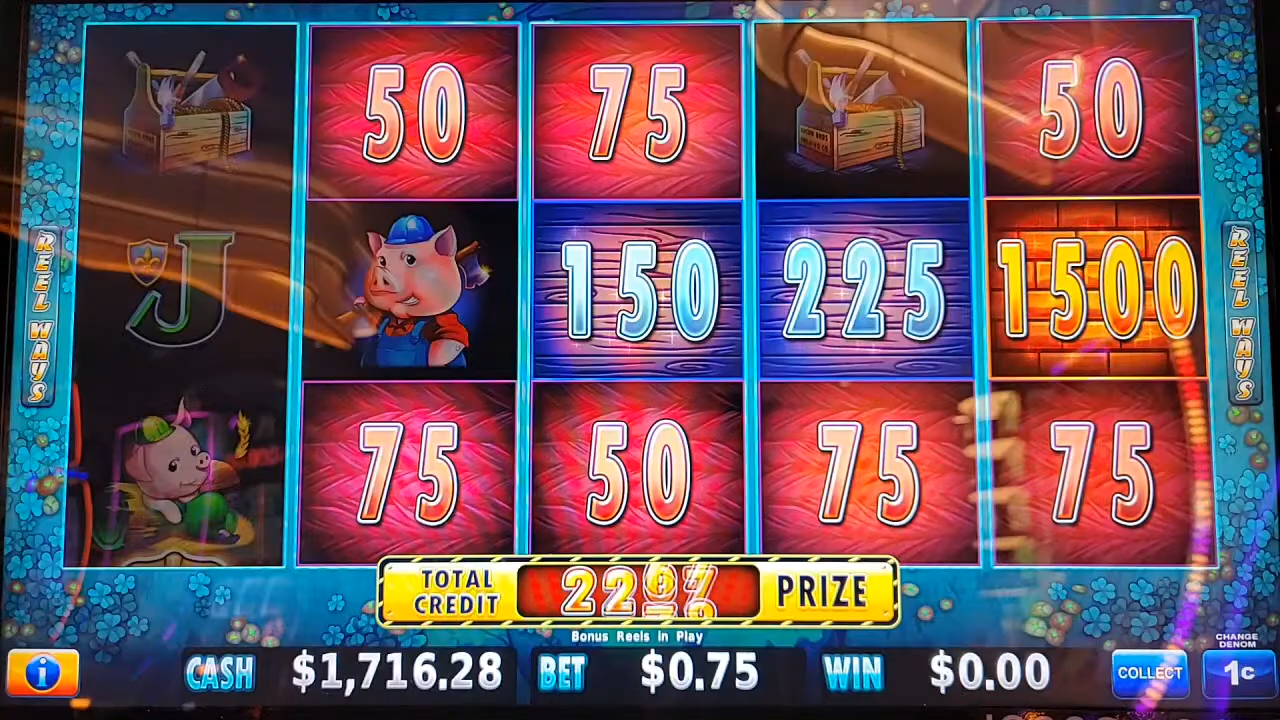 50 75 50
J 150 225 1500
75 50 75 75
REEL WAYS
REEL WAYS
TOTAL CREDIT PRIZE
Bonus Reels in Play
CHANGE DENOM
CASH $1,716.28 BET $0.75 WIN $0.00 COLLECT 1¢